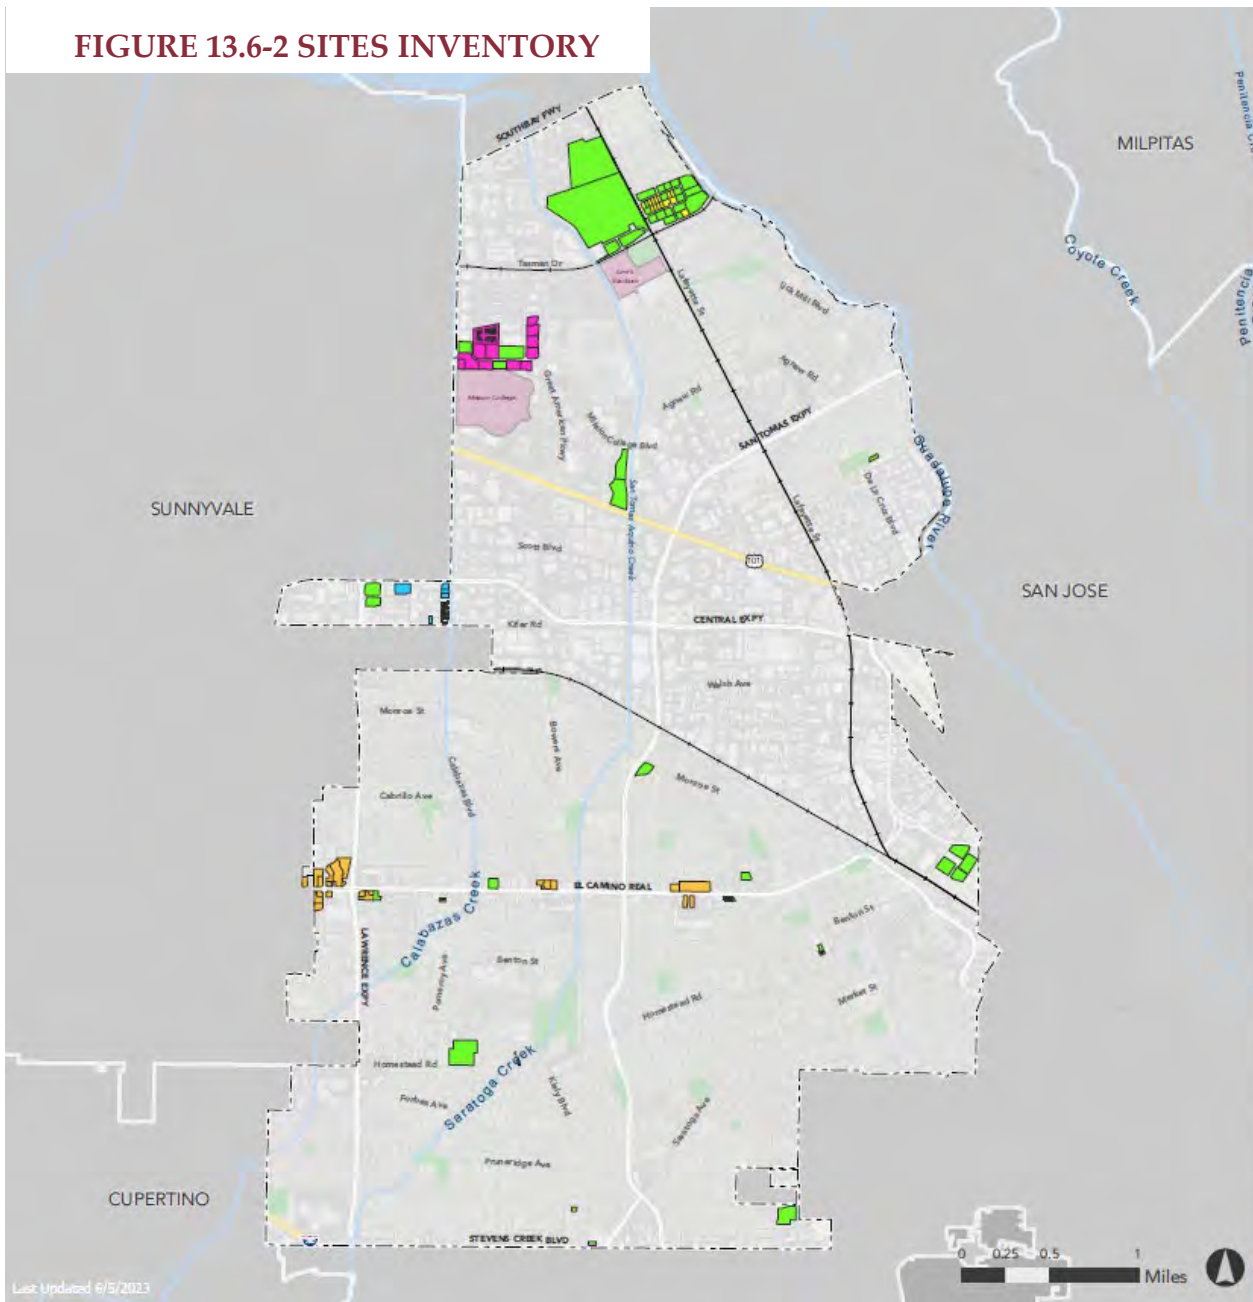 FIGURE 13.6-2 SITES INVENTORY
SOUTHBAY FWY
MILPITAS
Coyote Creek
Tasman Dr
Lafayette St
Lick Mill Blvd
Agnew Rd
Agnew Rd
Great American Pkwy
Mission College
Mission College Blvd
SAN TOMAS EXPY
Guadalupe River
De La Cruz Blvd
Lafayette St
San Tomas Aquino Creek
SUNNYVALE
Scott Blvd
101
SAN JOSE
CENTRAL EXPY
Kifer Rd
Walsh Ave
Monroe St
Bowers Ave
Calabazas Blvd
Monroe St
Cabrillo Ave
EL CAMINO REAL
Calabazas Creek
LAWRENCE EXPY
Benton St
Benton St
Pomeroy Ave
Homestead Rd
Market St
Homestead Rd
Saratoga Creek
Forbes Ave
Kiely Blvd
Saratoga Ave
Pruneridge Ave
CUPERTINO
STEVENS CREEK BLVD
0 0.25 0.5 1
Miles
Last Updated 6/5/2023